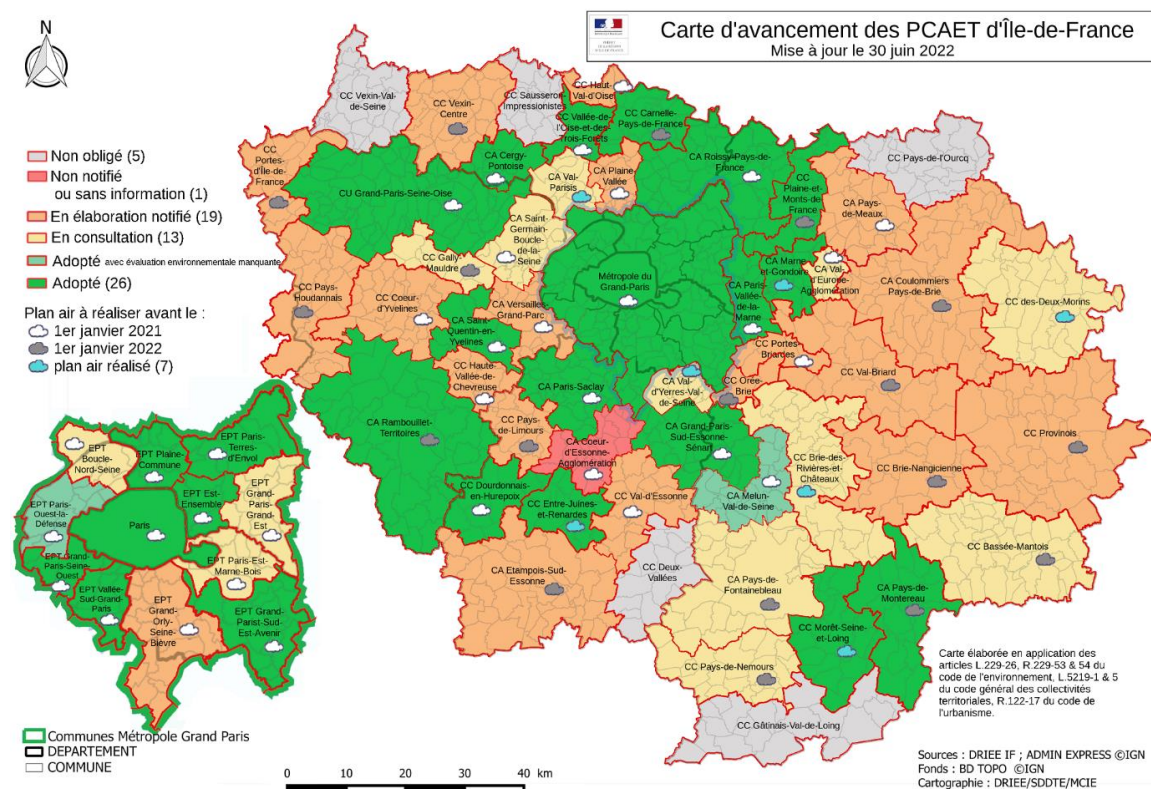 Carte d'avancement des PCAET d'Île-de-France
Mise à jour le 30 juin 2022
N
Non obligé (5)
Non notifié
ou sans information (1)
En élaboration notifié (19)
En consultation (13)
Adopté avec évaluation environnementale manquante
Adopté (26)
Plan air à réaliser avant le :
1er janvier 2021
1er janvier 2022
plan air réalisé (7)
CC Vexin-Val-
de-Seine
CC Vexin-
Centre
CC Sausseron-
Impressionistes
CC Haut-
Val-d'Oise
CC Vallée-de-
l'Oise-et-des-
Trois-Forêts
CC Carnelle-
Pays-de-France
CC Portes-
d'Île-de-
France
CA Cergy-
Pontoise
CU Grand-Paris-Seine-Oise
CA Val-
Parisis
CA Plaine-
Vallée
CA Roissy-Pays-de-
France
CC
Plaine-et-
Monts-de-
France
CC Pays-de-l'Ourcq
CA Pays-
de-Meaux
CA Saint-
Germain-
Boucle-
de-la-
Seine
CC Gally-
Mauldre
Métropole du
Grand-Paris
CA Marne-
et-Gondoire
CA Val-
d'Europe-
Agglomération
CA Coulommiers
Pays-de-Brie
CC des-Deux-Morins
CC Pays-
Houdannais
CC Coeur-
d'Yvelines
CA Versailles-
Grand-Parc
CA Paris-
Vallée-
de-la-
Marne
CA Saint-
Quentin-en-
Yvelines
CC Portes-
Briardes
CC Haute-
Vallée-de-
Chevreuse
CA Paris-Saclay
CA Val-
d'Yerres-Val-
de-Seine
CC Orée-
Brie
CC Val-Briard
CA Rambouillet-
Territoires
CC Pays-
de-Limours
CA Coeur-
d'Essonne-
Agglomération
CA Grand-Paris-
Sud-Essonne-
Sénart
CC Provinois
CC Brie-des-
Rivières-et-
Châteaux
CC Brie-Nangicienne
CC Dourdonnais-
en-Hurepoix
CC Entre-Juines-
et-Renardes
CC Val-d'Essonne
CA Melun-
Val-de-Seine
CC Bassée-Mantois
CA Etampois-Sud-
Essonne
CC Deux-
Vallées
CA Pays-de-
Fontainebleau
CA Pays-de-
Montereau
CC Morêt-Seine-
et-Loing
CC Pays-de-Nemours
CC Gâtinais-Val-de-Loing
EPT
Boucle-
Nord-Seine
EPT Plaine-
Commune
EPT Paris-
Terres-
d'Envol
EPT Paris-
Ouest-la-
Défense
EPT Est-
Ensemble
EPT
Grand-
Paris-
Grand-
Est
Paris
EPT Grand-
Paris-Seine-
Ouest
EPT Paris-Est-
Marne-Bois
EPT Vallée-
Sud-Grand-
Paris
EPT
Grand-
Orly-
Seine-
Bièvre
EPT Grand-
Parist-Sud-
Est-Avenir
Communes Métropole Grand Paris
DEPARTEMENT
COMMUNE
0 10 20 30 40 km
Carte élaborée en application des
articles L.229-26, R.229-53 & 54 du
code de l'environnement, L.5219-1 & 5
du code général des collectivités
territoriales, R.122-17 du code de
l'urbanisme.
Sources : DRIEE IF ; ADMIN EXPRESS ©IGN
Fonds : BD TOPO ©IGN
Cartographie : DRIEE/SDDTE/MCIE